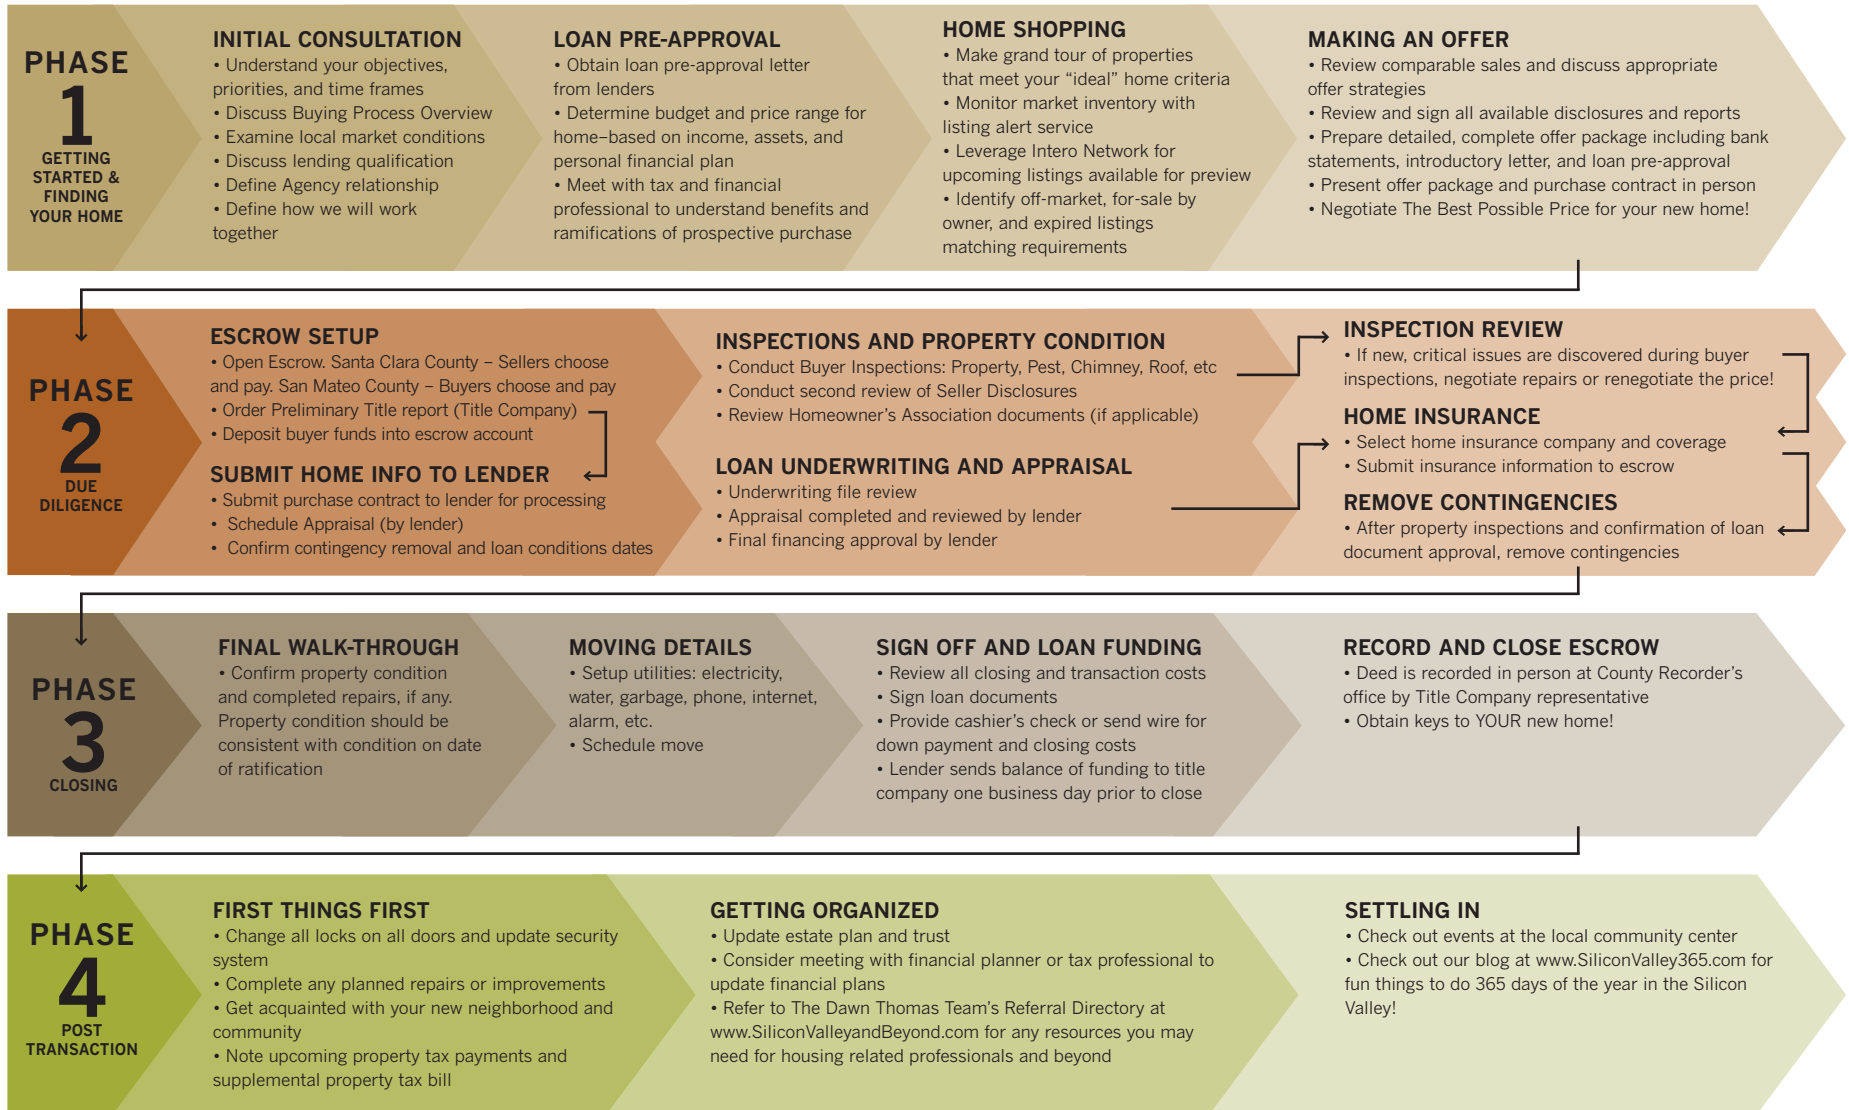 PHASE
1
GETTING
STARTED &
FINDING
YOUR HOME
INITIAL CONSULTATION
• Understand your objectives,
priorities, and time frames
• Discuss Buying Process Overview
• Examine local market conditions
• Discuss lending qualification
• Define Agency relationship
• Define how we will work
together
LOAN PRE-APPROVAL
• Obtain loan pre-approval letter
from lenders
• Determine budget and price range for
home–based on income, assets, and
personal financial plan
• Meet with tax and financial
professional to understand benefits and
ramifications of prospective purchase
HOME SHOPPING
• Make grand tour of properties
that meet your “ideal” home criteria
• Monitor market inventory with
listing alert service
• Leverage Intero Network for
upcoming listings available for preview
• Identify off-market, for-sale by
owner, and expired listings
matching requirements
MAKING AN OFFER
• Review comparable sales and discuss appropriate
offer strategies
• Review and sign all available disclosures and reports
• Prepare detailed, complete offer package including bank
statements, introductory letter, and loan pre-approval
• Present offer package and purchase contract in person
• Negotiate The Best Possible Price for your new home!
PHASE
2
DUE
DILIGENCE
ESCROW SETUP
• Open Escrow. Santa Clara County – Sellers choose
and pay. San Mateo County – Buyers choose and pay
• Order Preliminary Title report (Title Company)
• Deposit buyer funds into escrow account
SUBMIT HOME INFO TO LENDER
• Submit purchase contract to lender for processing
• Schedule Appraisal (by lender)
• Confirm contingency removal and loan conditions dates
INSPECTIONS AND PROPERTY CONDITION
• Conduct Buyer Inspections: Property, Pest, Chimney, Roof, etc
• Conduct second review of Seller Disclosures
• Review Homeowner’s Association documents (if applicable)
LOAN UNDERWRITING AND APPRAISAL
• Underwriting file review
• Appraisal completed and reviewed by lender
• Final financing approval by lender
INSPECTION REVIEW
• If new, critical issues are discovered during buyer
inspections, negotiate repairs or renegotiate the price!
HOME INSURANCE
• Select home insurance company and coverage
• Submit insurance information to escrow
REMOVE CONTINGENCIES
• After property inspections and confirmation of loan
document approval, remove contingencies
PHASE
3
CLOSING
FINAL WALK-THROUGH
• Confirm property condition
and completed repairs, if any.
Property condition should be
consistent with condition on date
of ratification
MOVING DETAILS
• Setup utilities: electricity,
water, garbage, phone, internet,
alarm, etc.
• Schedule move
SIGN OFF AND LOAN FUNDING
• Review all closing and transaction costs
• Sign loan documents
• Provide cashier’s check or send wire for
down payment and closing costs
• Lender sends balance of funding to title
company one business day prior to close
RECORD AND CLOSE ESCROW
• Deed is recorded in person at County Recorder’s
office by Title Company representative
• Obtain keys to YOUR new home!
PHASE
4
POST
TRANSACTION
FIRST THINGS FIRST
• Change all locks on all doors and update security
system
• Complete any planned repairs or improvements
• Get acquainted with your new neighborhood and
community
• Note upcoming property tax payments and
supplemental property tax bill
GETTING ORGANIZED
• Update estate plan and trust
• Consider meeting with financial planner or tax professional to
update financial plans
• Refer to The Dawn Thomas Team’s Referral Directory at
www.SiliconValleyandBeyond.com for any resources you may
need for housing related professionals and beyond
SETTLING IN
• Check out events at the local community center
• Check out our blog at www.SiliconValley365.com for
fun things to do 365 days of the year in the Silicon
Valley!